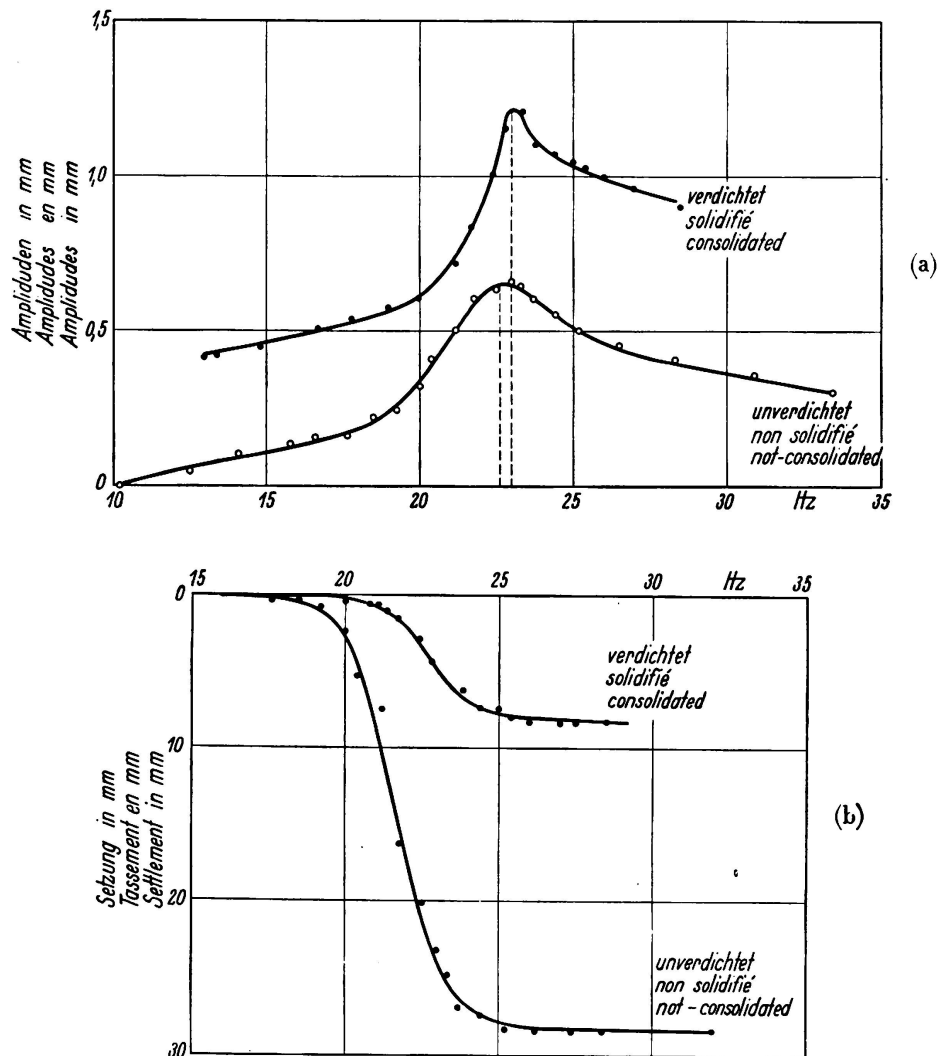 1,5
1,0
0,5
0
Amplituden in mm
AmpliduDes en mm
Ampliduides in mm
10 15 20 25 30 Hz 35
verdichtet
solidifié
consolidated
unverdichtet
non solidifié
not-consolidated
(a)
15 20 25 30 Hz 35
0
10
20
30
Setzung in mm
Tassement en mm
Settlement in mm
verdichtet
solidifié
consolidated
unverdichtet
non solidifié
not-consolidated
(b)